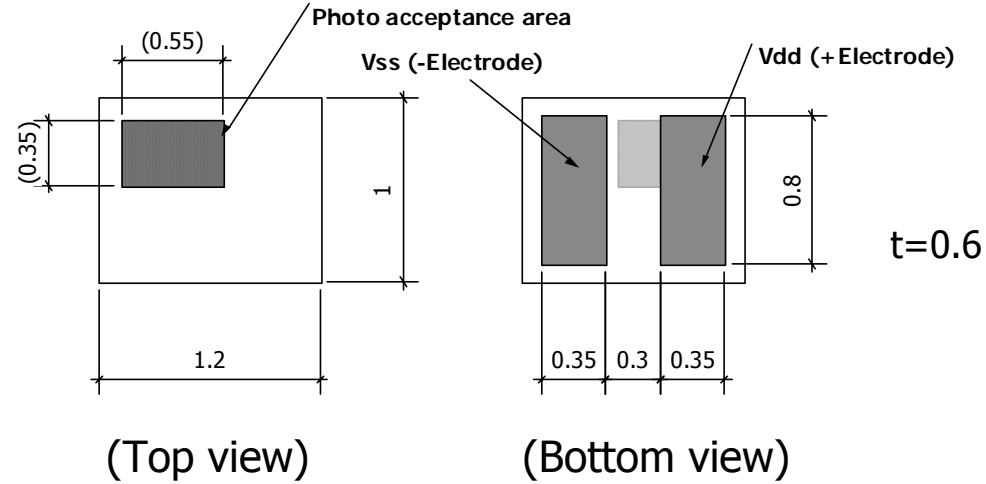 Photo acceptance area
(0.55)
Vss (-Electrode)
Vdd (+Electrode)
(0.35)
1
0.8
t=0.6
1.2
0.35
0.3
0.35
(Top view)
(Bottom view)